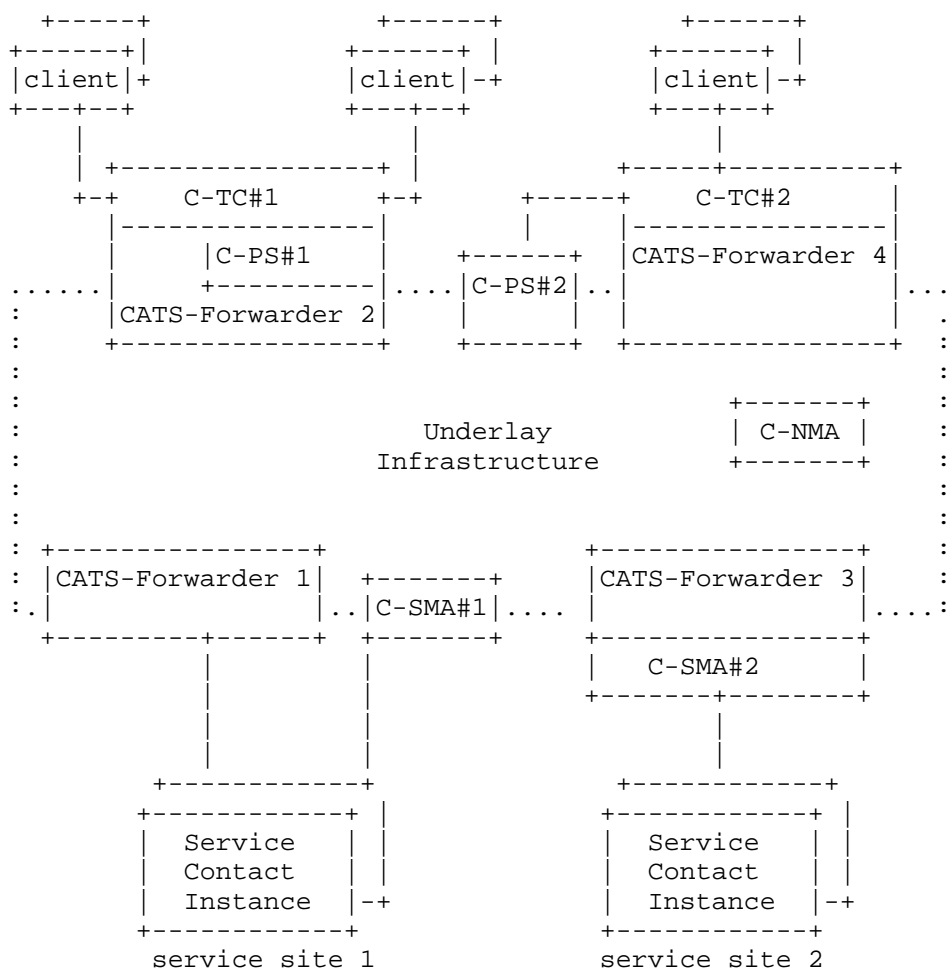 client client client
C-TC#1 C-TC#2
C-PS#1 CATS-Forwarder 4
C-PS#2
CATS-Forwarder 2
C-NMA
Underlay
Infrastructure
CATS-Forwarder 1 CATS-Forwarder 3
C-SMA#1
C-SMA#2
Service Service
Contact Contact
Instance Instance
service site 1 service site 2